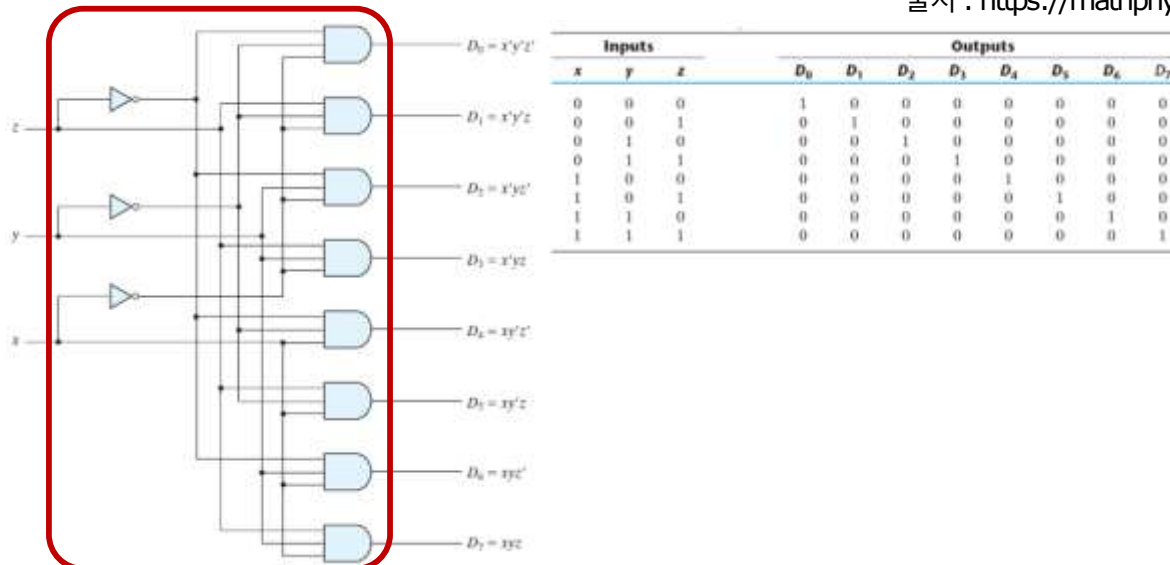 출처 : https://mathphy
D₀ = x'y'z'
D₁ = x'y'z
D₂ = x'yz'
D₃ = x'yz
D₄ = xy'z'
D₅ = xy'z
D₆ = xyz'
D₇ = xyz
z
y
x
Inputs Outputs
x y z D₀ D₁ D₂ D₃ D₄ D₅ D₆ D₇
0 0 0 1 0 0 0 0 0 0 0
0 0 1 0 1 0 0 0 0 0 0
0 1 0 0 0 1 0 0 0 0 0
0 1 1 0 0 0 1 0 0 0 0
1 0 0 0 0 0 0 1 0 0 0
1 0 1 0 0 0 0 0 1 0 0
1 1 0 0 0 0 0 0 0 1 0
1 1 1 0 0 0 0 0 0 0 1